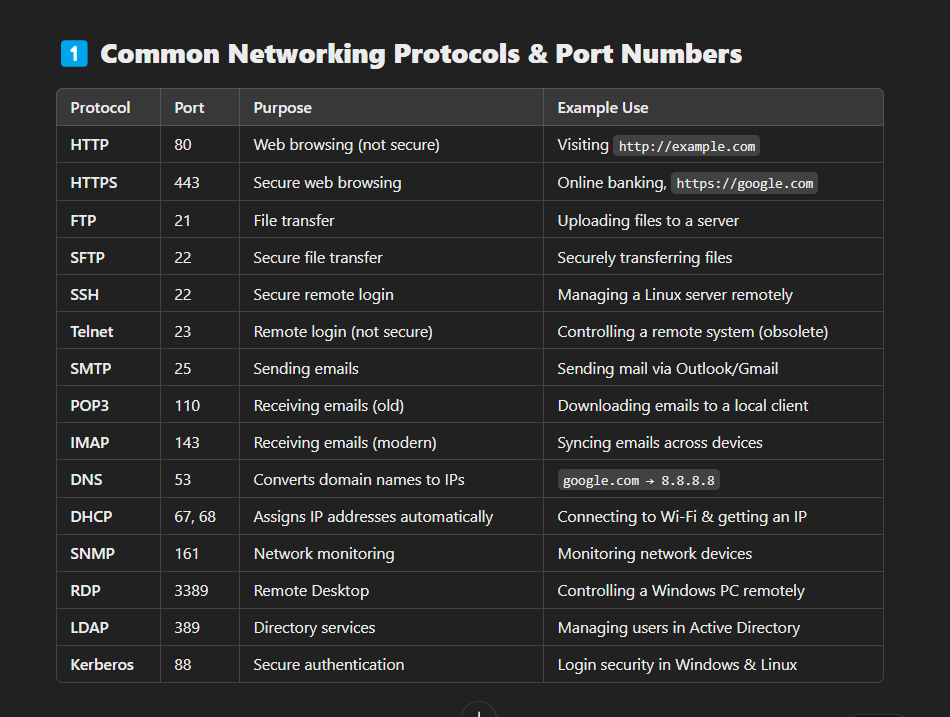 1 Common Networking Protocols & Port Numbers
Protocol Port Purpose Example Use
HTTP 80 Web browsing (not secure) Visiting http://example.com
HTTPS 443 Secure web browsing Online banking, https://google.com
FTP 21 File transfer Uploading files to a server
SFTP 22 Secure file transfer Securely transferring files
SSH 22 Secure remote login Managing a Linux server remotely
Telnet 23 Remote login (not secure) Controlling a remote system (obsolete)
SMTP 25 Sending emails Sending mail via Outlook/Gmail
POP3 110 Receiving emails (old) Downloading emails to a local client
IMAP 143 Receiving emails (modern) Syncing emails across devices
DNS 53 Converts domain names to IPs google.com → 8.8.8.8
DHCP 67, 68 Assigns IP addresses automatically Connecting to Wi-Fi & getting an IP
SNMP 161 Network monitoring Monitoring network devices
RDP 3389 Remote Desktop Controlling a Windows PC remotely
LDAP 389 Directory services Managing users in Active Directory
Kerberos 88 Secure authentication Login security in Windows & Linux